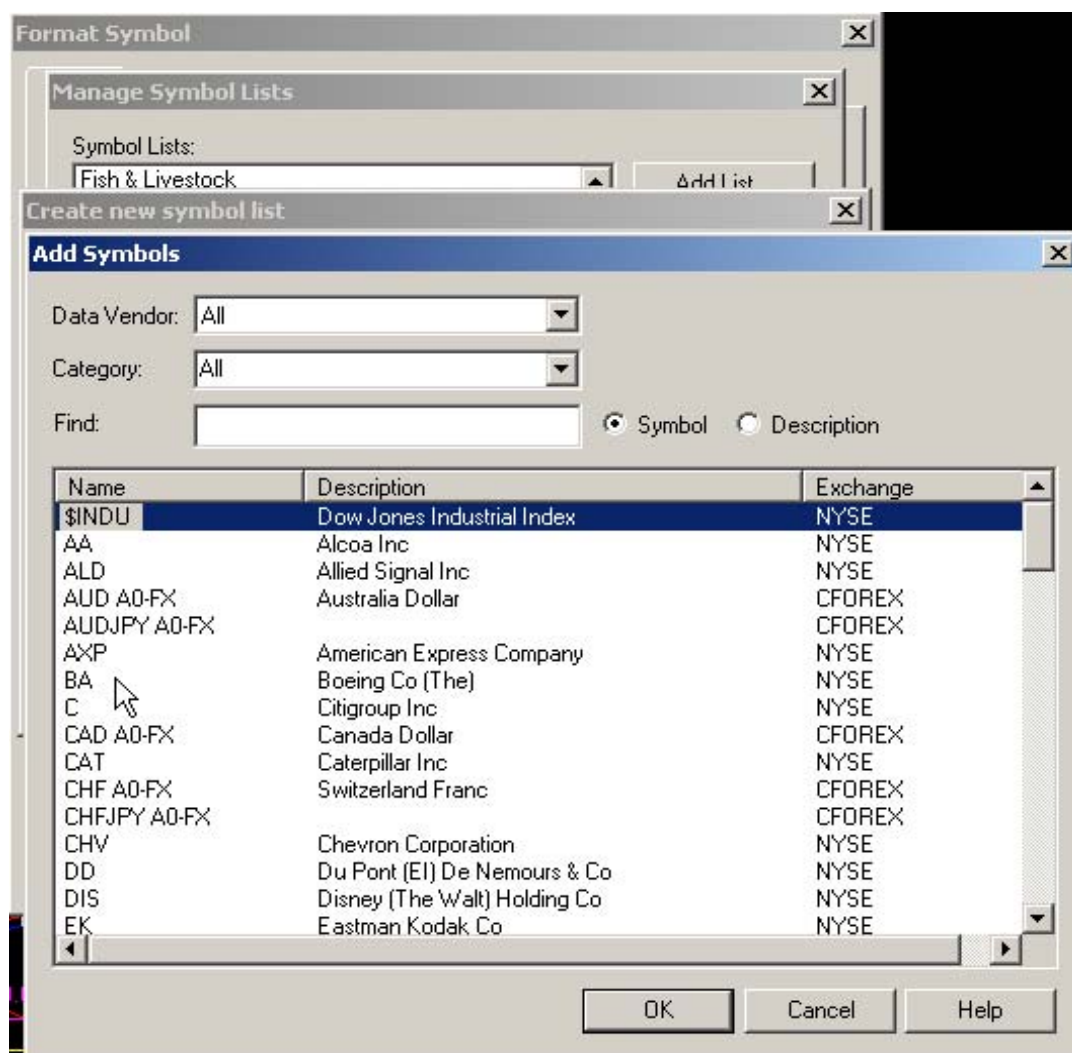 Format Symbol
Manage Symbol Lists
Symbol Lists:
Fish & Livestock
Add List
Create new symbol list
Add Symbols
Data Vendor: All
Category: All
Find: Symbol Description
Name Description Exchange
$INDU Dow Jones Industrial Index NYSE
AA Alcoa Inc NYSE
ALD Allied Signal Inc NYSE
AUD A0-FX Australia Dollar CFOREX
AUDJPY A0-FX CFOREX
AXP American Express Company NYSE
BA Boeing Co (The) NYSE
C Citigroup Inc NYSE
CAD A0-FX Canada Dollar CFOREX
CAT Caterpillar Inc NYSE
CHF A0-FX Switzerland Franc CFOREX
CHFJPY A0-FX CFOREX
CHV Chevron Corporation NYSE
DD Du Pont (EI) De Nemours & Co NYSE
DIS Disney (The Walt) Holding Co NYSE
EK Eastman Kodak Co NYSE
OK Cancel Help